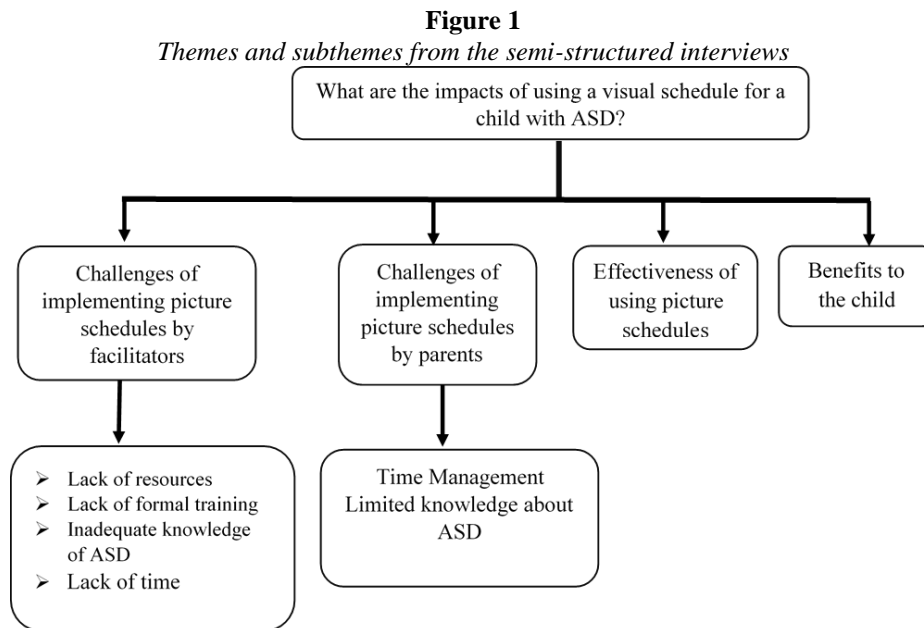 Figure 1
Themes and subthemes from the semi-structured interviews
What are the impacts of using a visual schedule for a
child with ASD?
Challenges of
implementing picture
schedules by
facilitators
Challenges of
implementing
picture schedules
by parents
Effectiveness of
using picture
schedules
Benefits to
the child
➢ Lack of resources
➢ Lack of formal training
➢ Inadequate knowledge
of ASD
➢ Lack of time
Time Management
Limited knowledge about
ASD